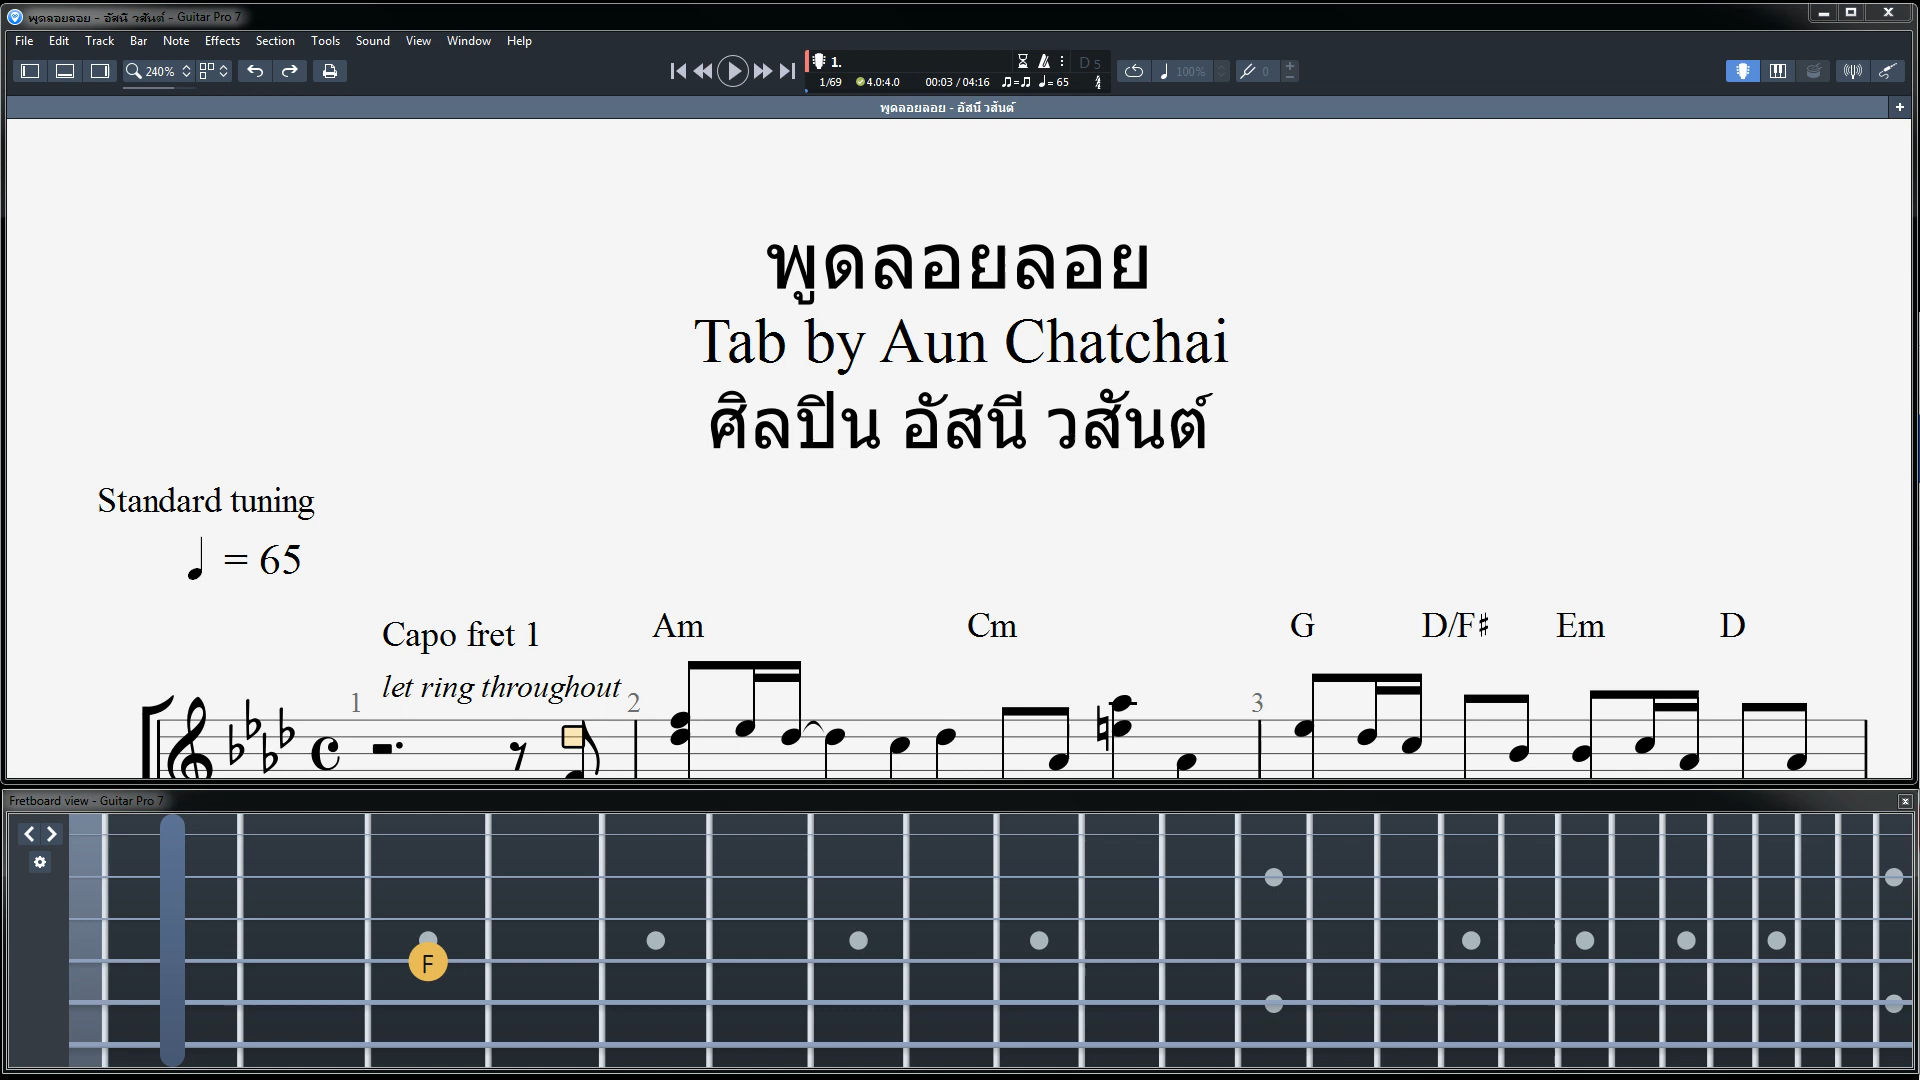 พูดลอยลอย - อัสนี วสันต์ - Guitar Pro 7
File Edit Track Bar Note Effects Section Tools Sound View Window Help
240%
1.
D 5
1/69 4.0:4.0 00:03 / 04:16 = 65
100%
0
พูดลอยลอย - อัสนี วสันต์
พูดลอยลอย
Tab by Aun Chatchai
ศิลปิน อัสนี วสันต์
Standard tuning
= 65
Capo fret 1
Am Cm G D/F♯ Em D
let ring throughout
1 2 3
Fretboard view - Guitar Pro 7
F